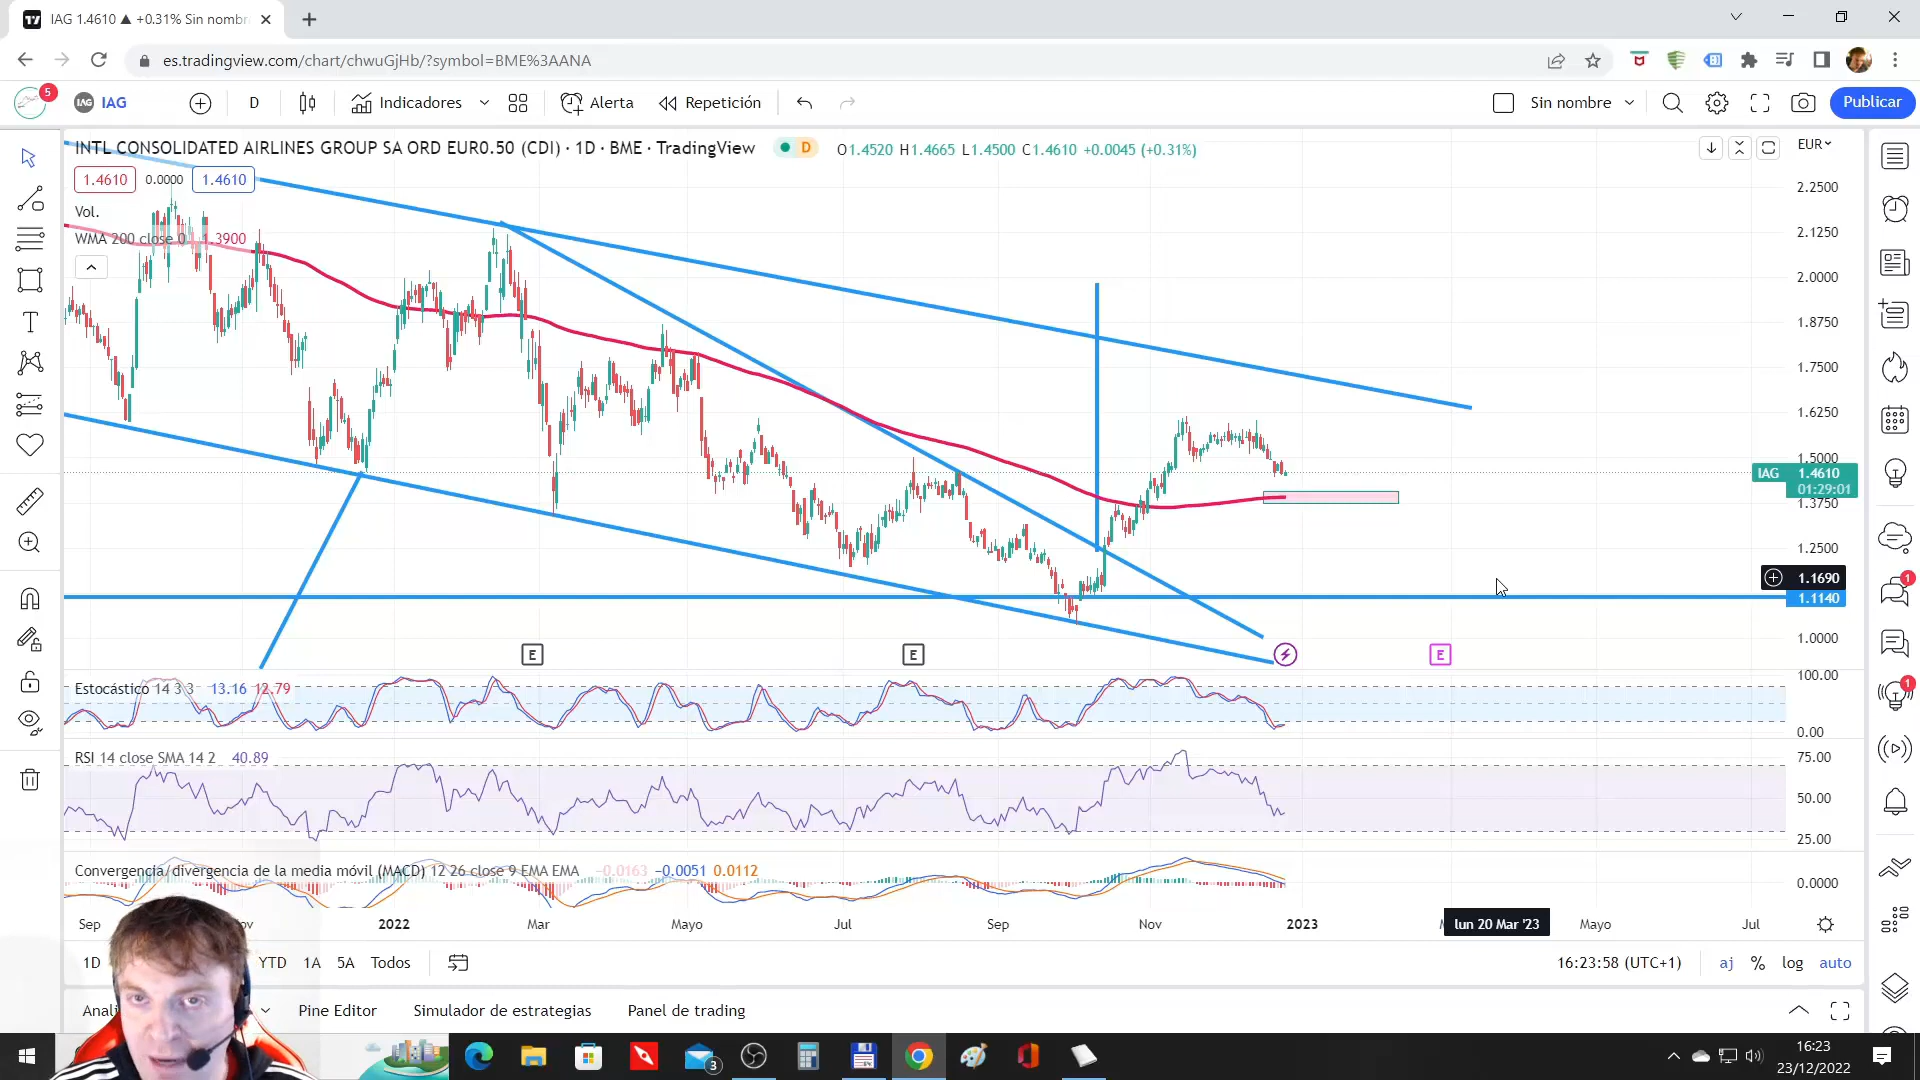 IAG 1.4610 ▲ +0.31% Sin nombr
es.tradingview.com/chart/chwuGjHb/?symbol=BME%3AANA
5
IAG IAG
D
Indicadores
Alerta
Repetición
Sin nombre
Publicar
INTL CONSOLIDATED AIRLINES GROUP SA ORD EUR0.50 (CDI) · 1D · BME · TradingView
D
O1.4520 H1.4665 L1.4500 C1.4610 +0.0045 (+0.31%)
EUR
1.4610 0.0000 1.4610
Vol.
WMA 200 close 0 1.3900
2.2500
2.1250
2.0000
1.8750
1.7500
1.6250
1.5000
IAG 1.4610
01:29:01
1.3750
1.2500
1.1690
1.1140
1.0000
E
E
E
1
1
Estocástico 14 3 3 13.16 12.79
100.00
0.00
RSI 14 close SMA 14 2 40.89
75.00
50.00
25.00
Convergencia/divergencia de la media móvil (MACD) 12 26 close 9 EMA EMA −0.0163 −0.0051 0.0112
0.0000
Sep
2022
Mar
Mayo
Jul
Sep
Nov
2023
lun 20 Mar '23
Mayo
Jul
1D
YTD
1A
5A
Todos
16:23:58 (UTC+1)
aj
%
log
auto
Pine Editor
Simulador de estrategias
Panel de trading
3
16:23
23/12/2022